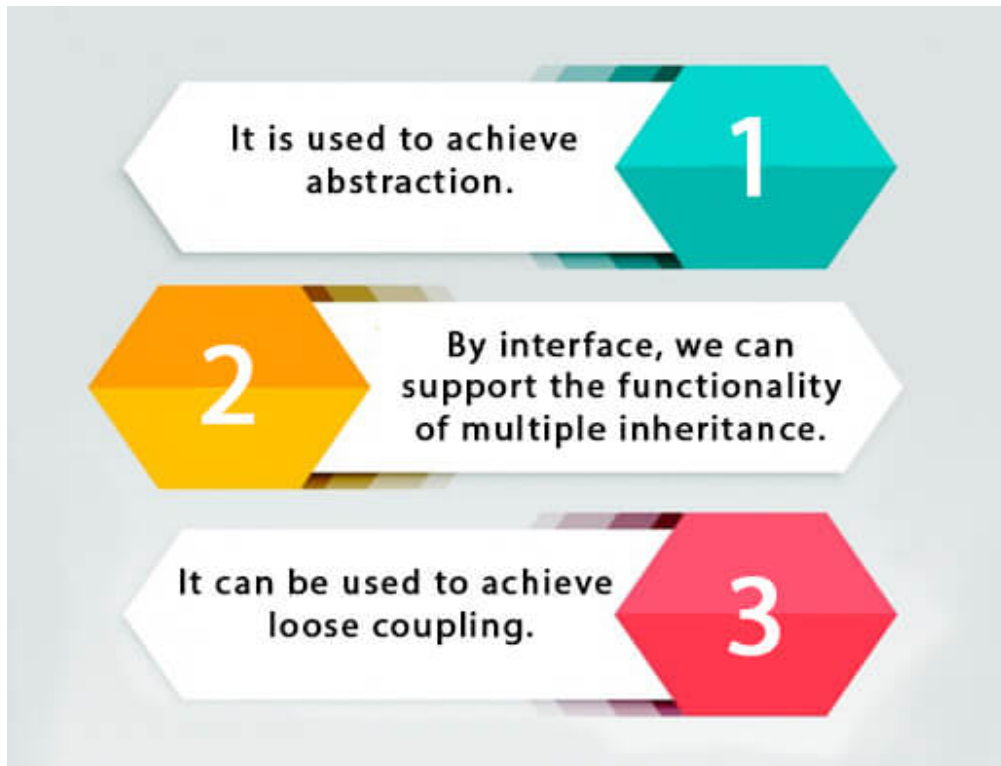 It is used to achieve
abstraction.
1
2
By interface, we can
support the functionality
of multiple inheritance.
It can be used to achieve
loose coupling.
3